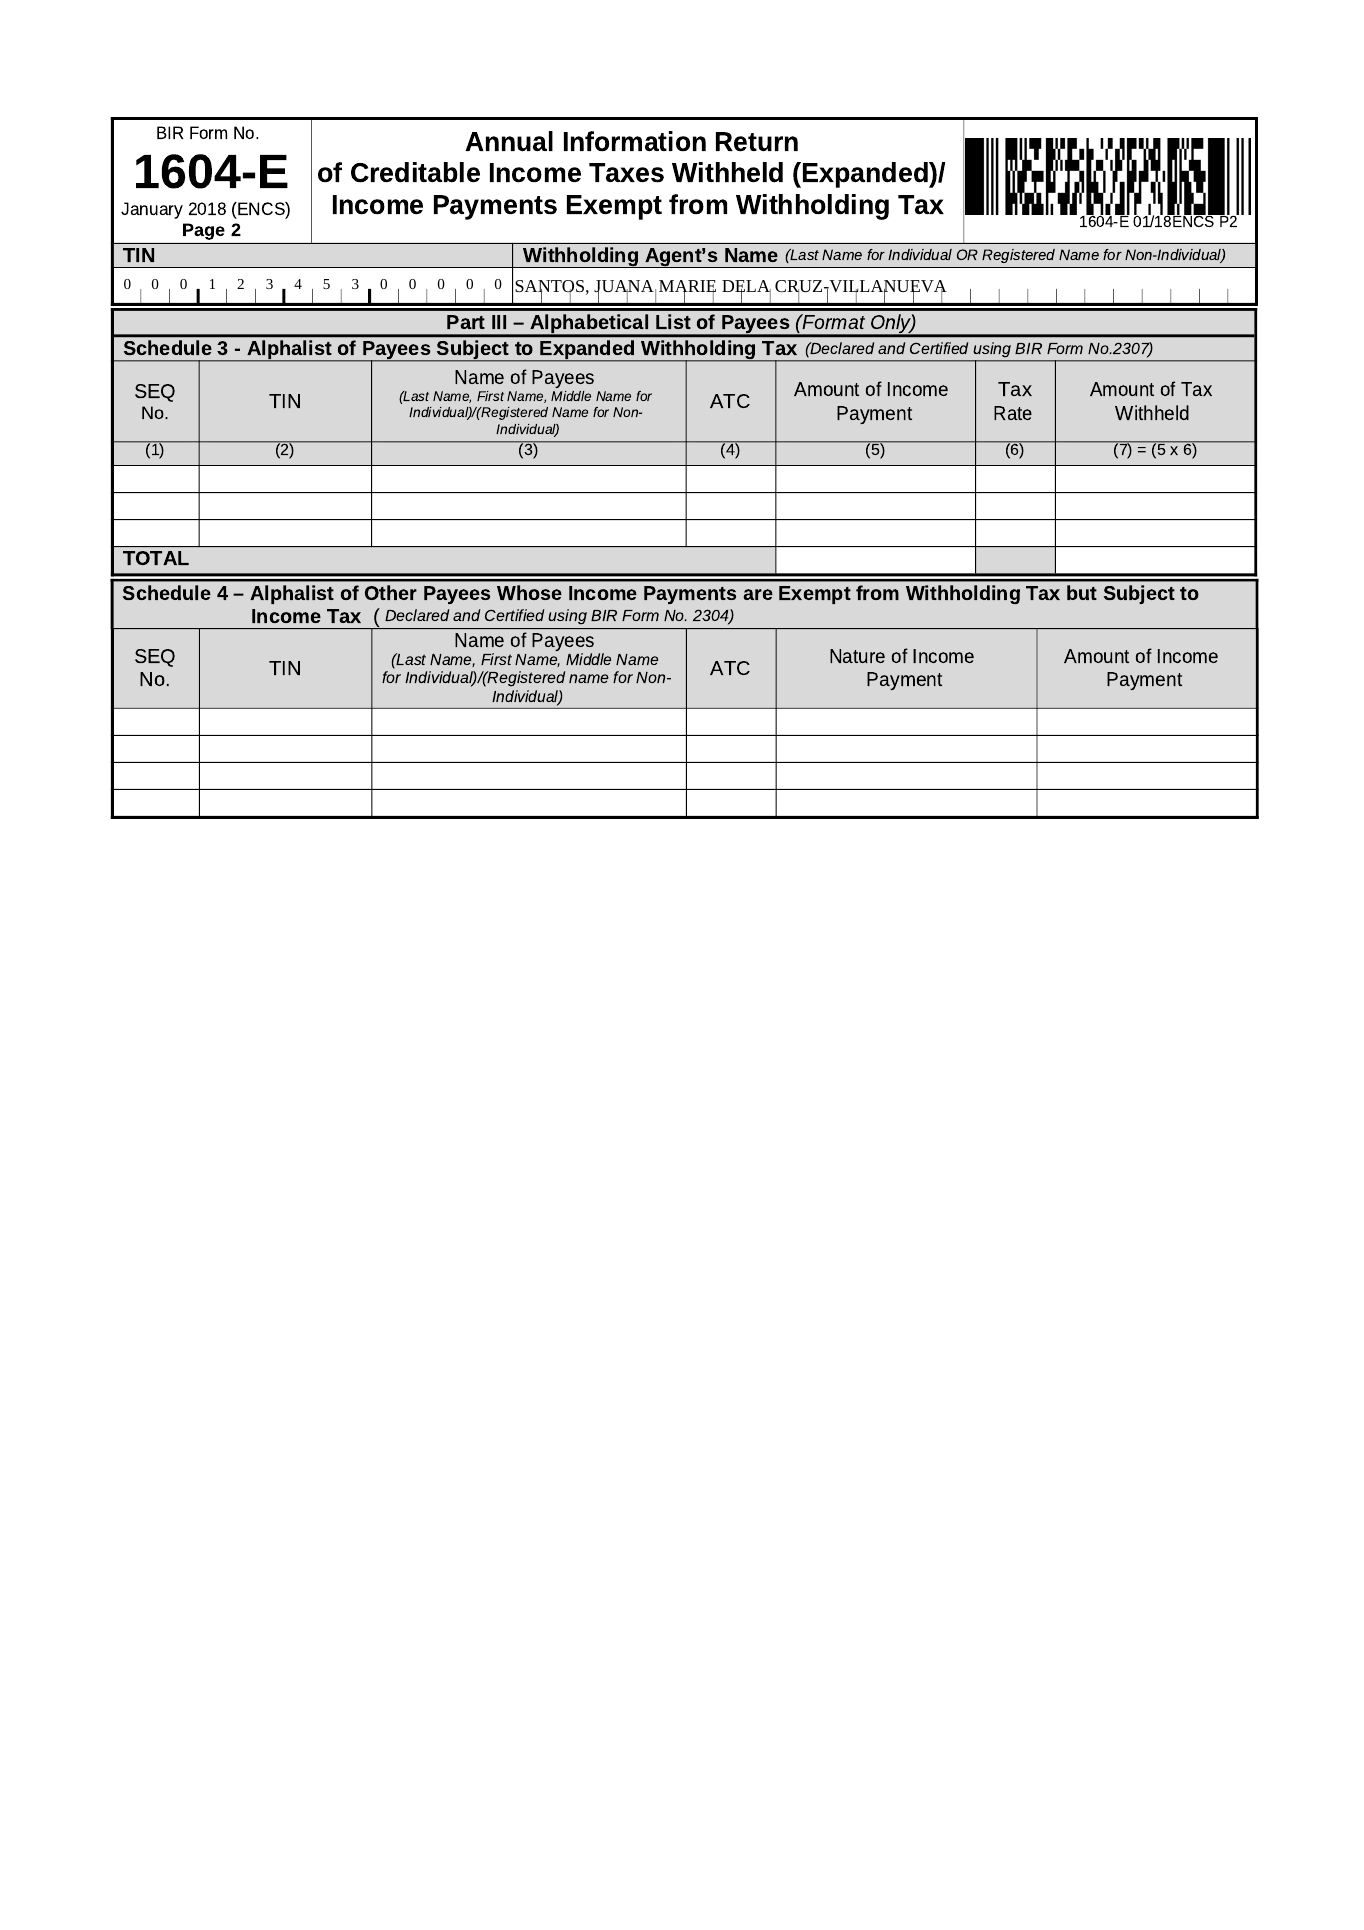 BIR Form No.
1604-E
January 2018 (ENCS)
Page 2
Annual Information Return
of Creditable Income Taxes Withheld (Expanded)/
Income Payments Exempt from Withholding Tax
1604-E 01/18ENCS P2
TIN
Withholding Agent’s Name (Last Name for Individual OR Registered Name for Non-Individual)
0 0 0 1 2 3 4 5 3 0 0 0 0 0
SANTOS, JUANA MARIE DELA CRUZ-VILLANUEVA
Part III – Alphabetical List of Payees (Format Only)
Schedule 3 - Alphalist of Payees Subject to Expanded Withholding Tax (Declared and Certified using BIR Form No.2307)
SEQ
No.
TIN
Name of Payees
(Last Name, First Name, Middle Name for
Individual)/(Registered Name for Non-
Individual)
ATC
Amount of Income
Payment
Tax
Rate
Amount of Tax
Withheld
(1) (2) (3) (4) (5) (6) (7) = (5 x 6)
TOTAL
Schedule 4 – Alphalist of Other Payees Whose Income Payments are Exempt from Withholding Tax but Subject to
Income Tax ( Declared and Certified using BIR Form No. 2304)
SEQ
No.
TIN
Name of Payees
(Last Name, First Name, Middle Name
for Individual)/(Registered name for Non-
Individual)
ATC
Nature of Income
Payment
Amount of Income
Payment